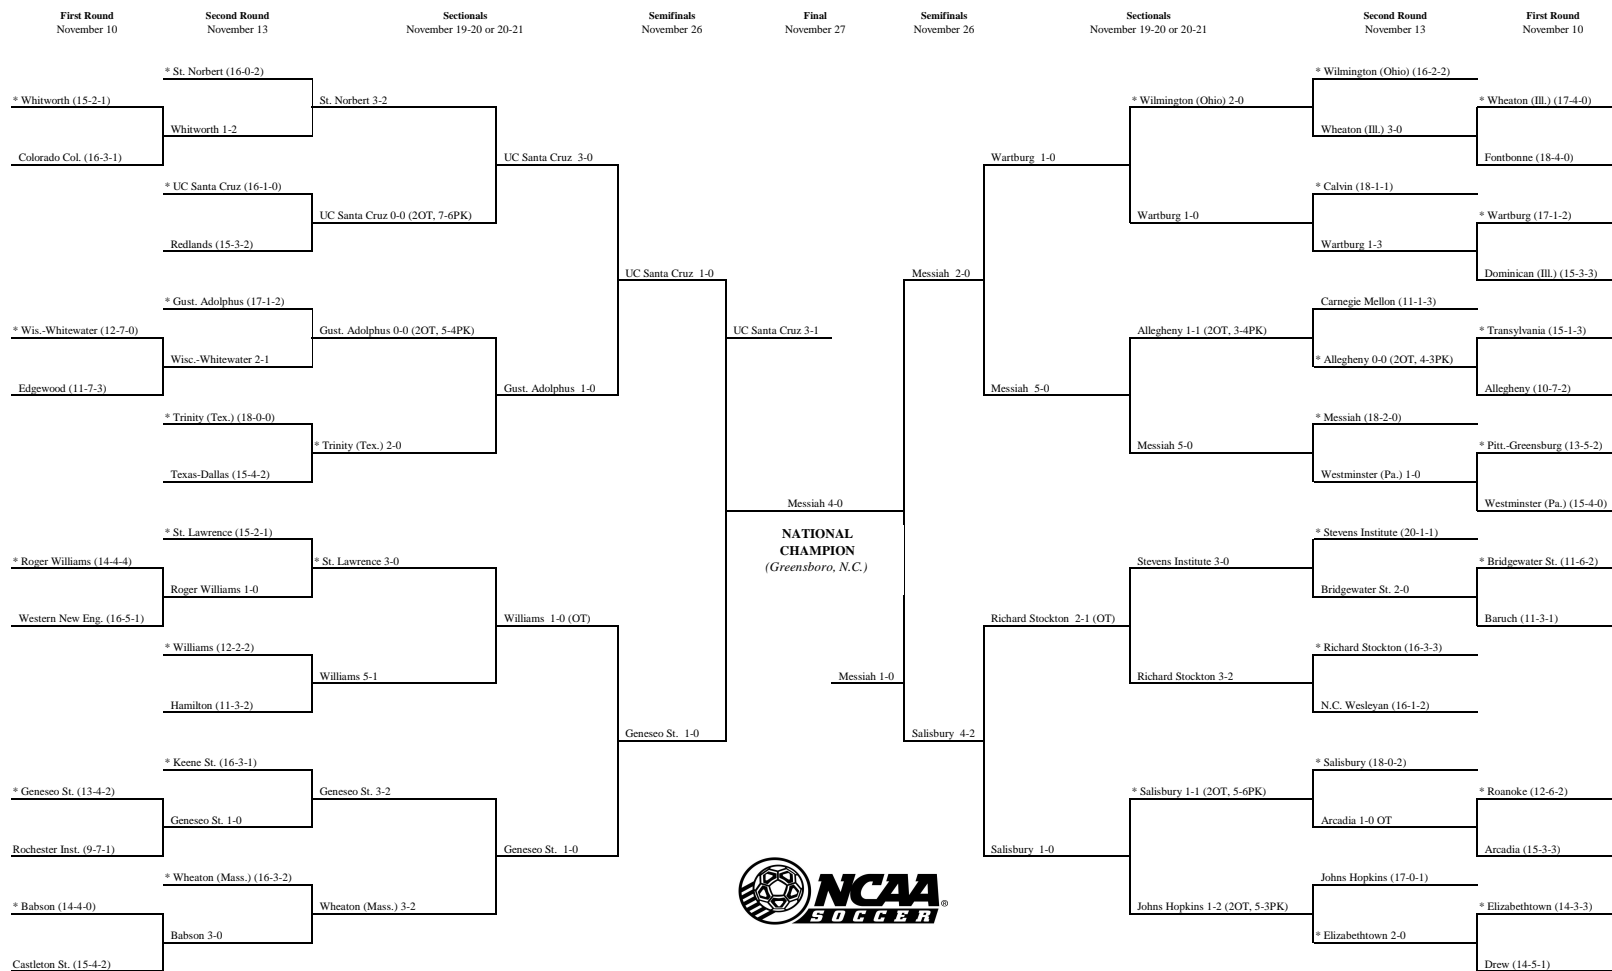 First Round
November 10
Second Round
November 13
Sectionals
November 19-20 or 20-21
Semifinals
November 26
Final
November 27
Semifinals
November 26
Sectionals
November 19-20 or 20-21
Second Round
November 13
First Round
November 10
* Whitworth (15-2-1)
Colorado Col. (16-3-1)
* Wis.-Whitewater (12-7-0)
Edgewood (11-7-3)
* Roger Williams (14-4-4)
Western New Eng. (16-5-1)
* Geneseo St. (13-4-2)
Rochester Inst. (9-7-1)
* Babson (14-4-0)
Castleton St. (15-4-2)
* St. Norbert (16-0-2)
Whitworth 1-2
* UC Santa Cruz (16-1-0)
Redlands (15-3-2)
* Gust. Adolphus (17-1-2)
Wisc.-Whitewater 2-1
* Trinity (Tex.) (18-0-0)
Texas-Dallas (15-4-2)
* St. Lawrence (15-2-1)
Roger Williams 1-0
* Williams (12-2-2)
Hamilton (11-3-2)
* Keene St. (16-3-1)
Geneseo St. 1-0
* Wheaton (Mass.) (16-3-2)
Babson 3-0
St. Norbert 3-2
UC Santa Cruz 0-0 (2OT, 7-6PK)
Gust. Adolphus 0-0 (2OT, 5-4PK)
* Trinity (Tex.) 2-0
* St. Lawrence 3-0
Williams 5-1
Geneseo St. 3-2
Wheaton (Mass.) 3-2
UC Santa Cruz 3-0
Gust. Adolphus 1-0
Williams 1-0 (OT)
Geneseo St. 1-0
UC Santa Cruz 1-0
Geneseo St. 1-0
UC Santa Cruz 3-1
Messiah 4-0
NATIONAL
CHAMPION
(Greensboro, N.C.)
Messiah 1-0
Messiah 2-0
Salisbury 4-2
Wartburg 1-0
Messiah 5-0
Richard Stockton 2-1 (OT)
Salisbury 1-0
* Wilmington (Ohio) 2-0
Wartburg 1-0
Allegheny 1-1 (2OT, 3-4PK)
Messiah 5-0
Stevens Institute 3-0
Richard Stockton 3-2
* Salisbury 1-1 (2OT, 5-6PK)
Johns Hopkins 1-2 (2OT, 5-3PK)
* Wilmington (Ohio) (16-2-2)
Wheaton (Ill.) 3-0
* Calvin (18-1-1)
Wartburg 1-3
Carnegie Mellon (11-1-3)
* Allegheny 0-0 (2OT, 4-3PK)
* Messiah (18-2-0)
Westminster (Pa.) 1-0
* Stevens Institute (20-1-1)
Bridgewater St. 2-0
* Richard Stockton (16-3-3)
N.C. Wesleyan (16-1-2)
* Salisbury (18-0-2)
Arcadia 1-0 OT
Johns Hopkins (17-0-1)
* Elizabethtown 2-0
* Wheaton (Ill.) (17-4-0)
Fontbonne (18-4-0)
* Wartburg (17-1-2)
Dominican (Ill.) (15-3-3)
* Transylvania (15-1-3)
Allegheny (10-7-2)
* Pitt.-Greensburg (13-5-2)
Westminster (Pa.) (15-4-0)
* Bridgewater St. (11-6-2)
Baruch (11-3-1)
* Roanoke (12-6-2)
Arcadia (15-3-3)
* Elizabethtown (14-3-3)
Drew (14-5-1)
NCAA
SOCCER®